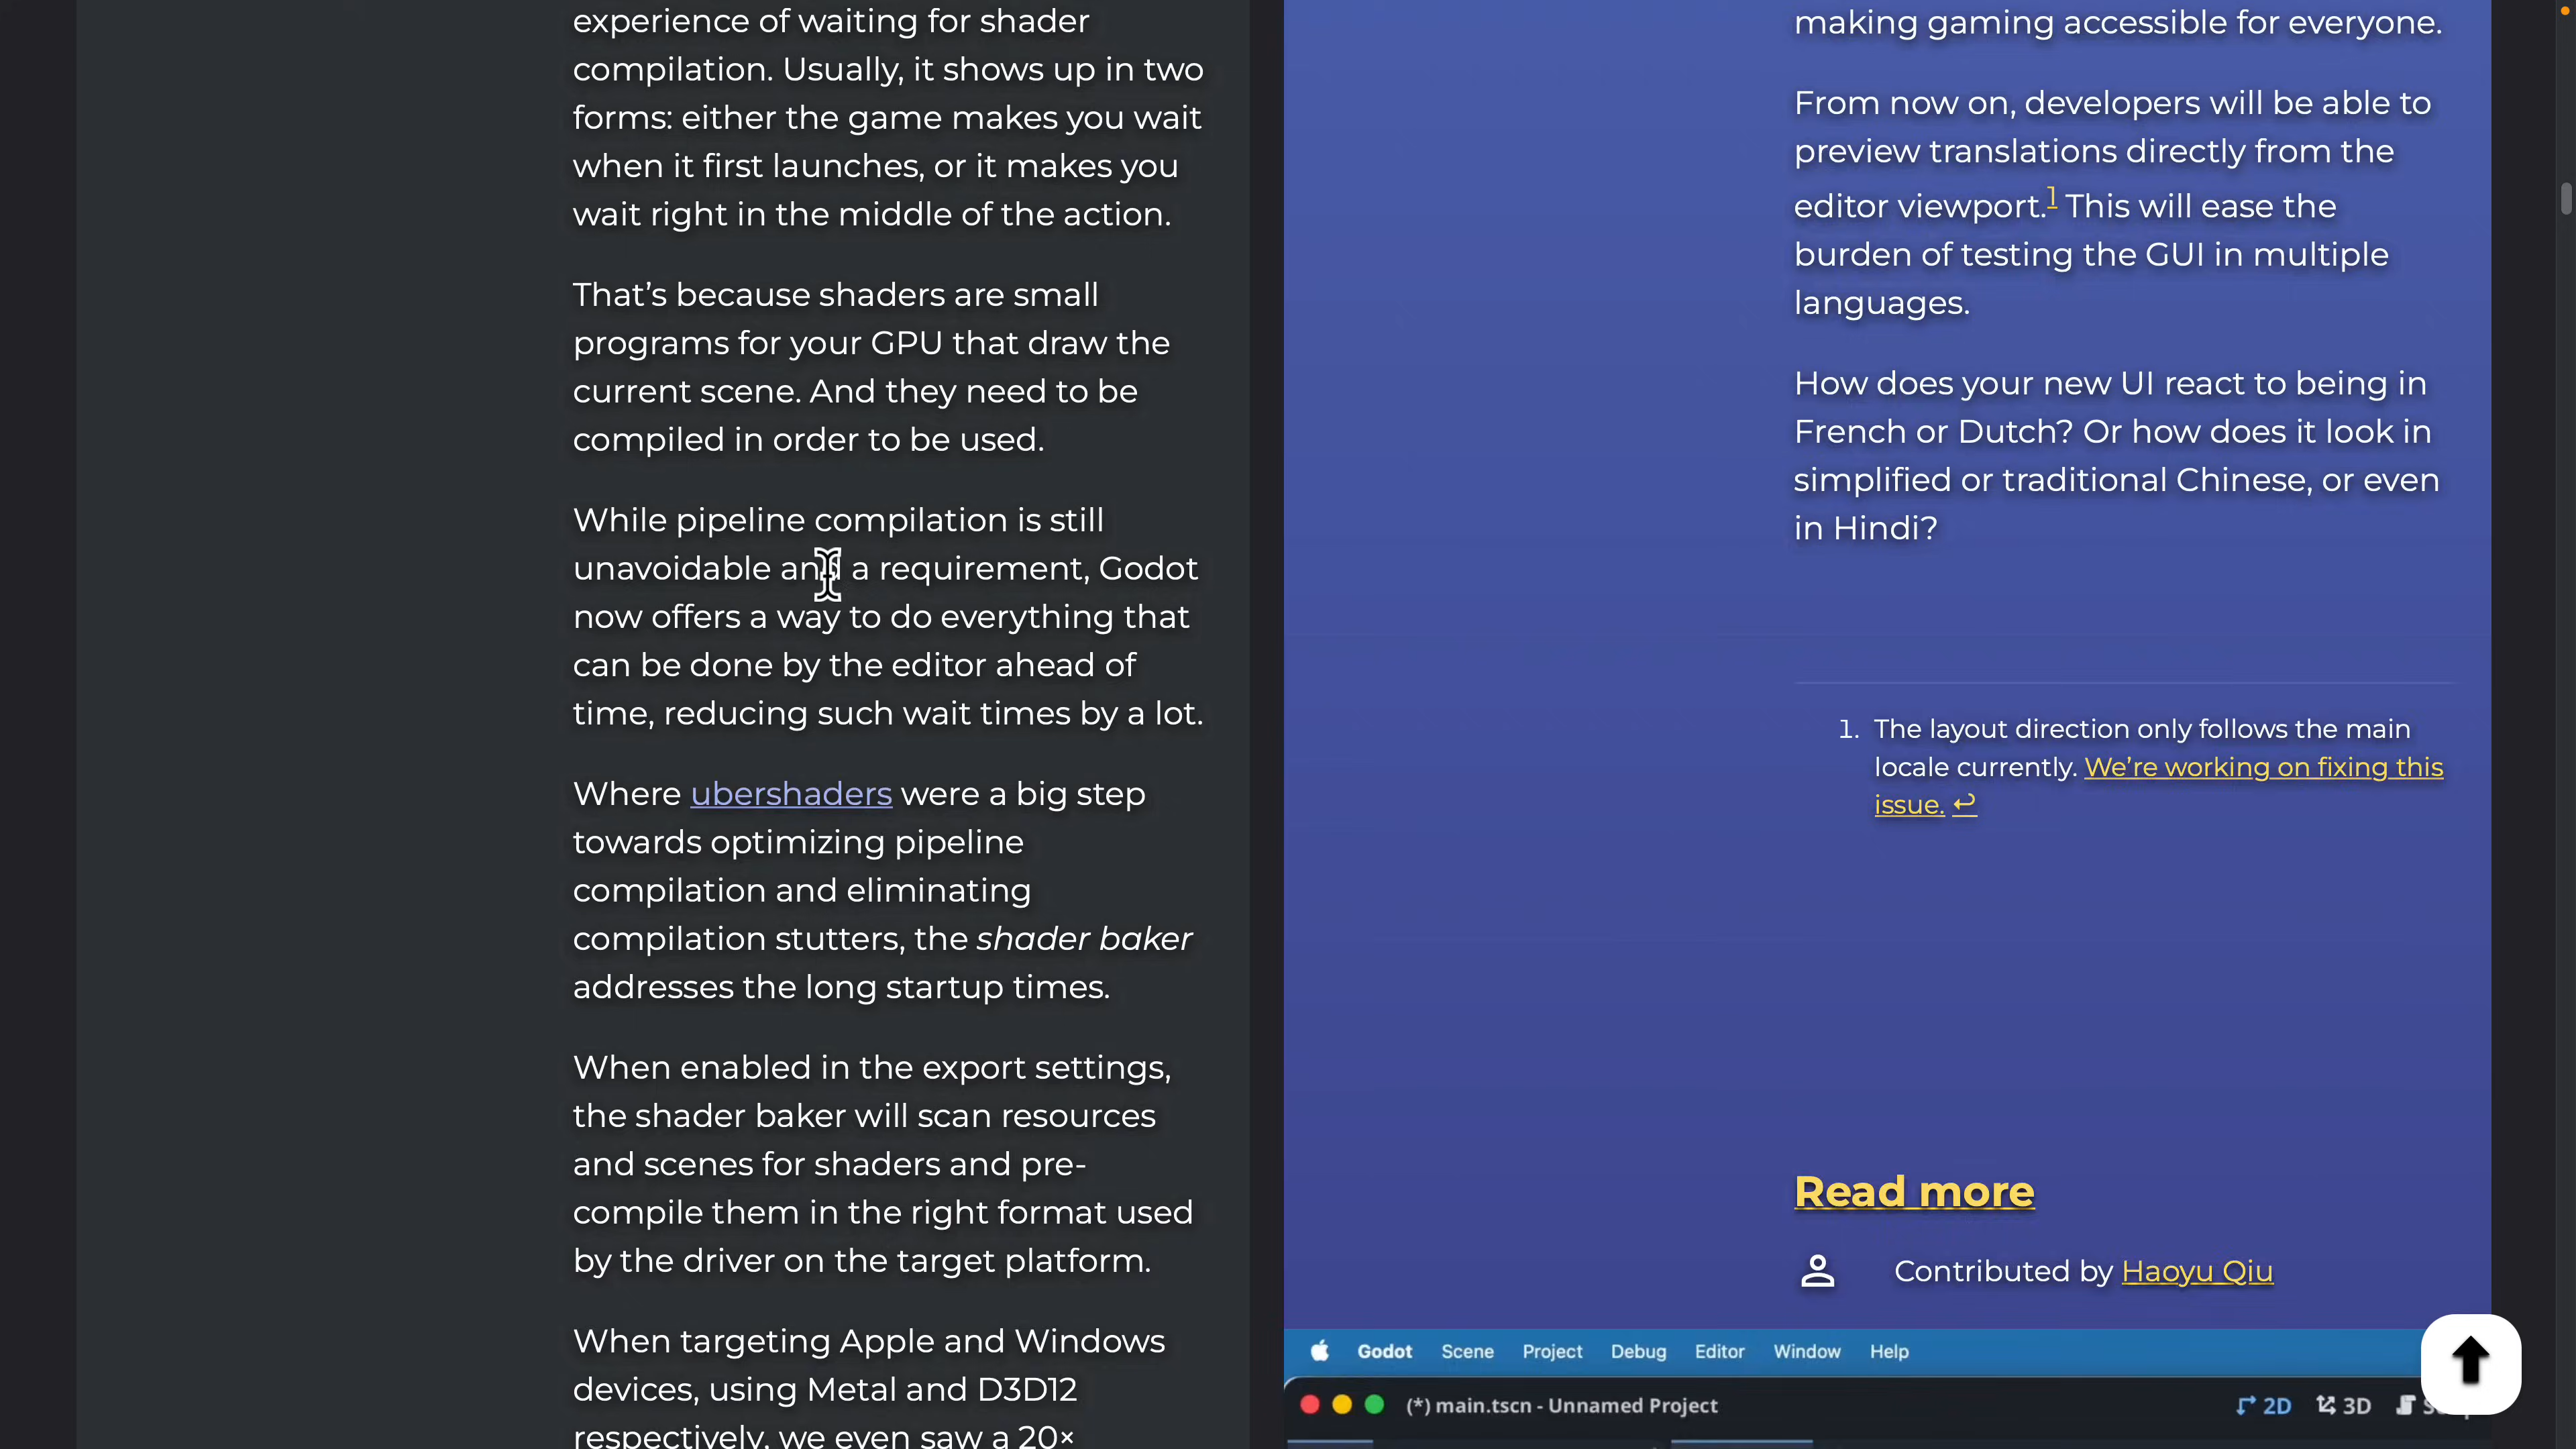 experience of waiting for shader
compilation. Usually, it shows up in two
forms: either the game makes you wait
when it first launches, or it makes you
wait right in the middle of the action.
That’s because shaders are small
programs for your GPU that draw the
current scene. And they need to be
compiled in order to be used.
While pipeline compilation is still
unavoidable and a requirement, Godot
now offers a way to do everything that
can be done by the editor ahead of
time, reducing such wait times by a lot.
Where ubershaders were a big step
towards optimizing pipeline
compilation and eliminating
compilation stutters, the shader baker
addresses the long startup times.
When enabled in the export settings,
the shader baker will scan resources
and scenes for shaders and pre-
compile them in the right format used
by the driver on the target platform.
When targeting Apple and Windows
devices, using Metal and D3D12
respectively, we even saw a 20×
making gaming accessible for everyone.
From now on, developers will be able to
preview translations directly from the
editor viewport.1 This will ease the
burden of testing the GUI in multiple
languages.
How does your new UI react to being in
French or Dutch? Or how does it look in
simplified or traditional Chinese, or even
in Hindi?
1. The layout direction only follows the main
locale currently. We’re working on fixing this
issue. ↩
Read more
Contributed by Haoyu Qiu
Godot Scene Project Debug Editor Window Help
(*) main.tscn - Unnamed Project 2D 3D